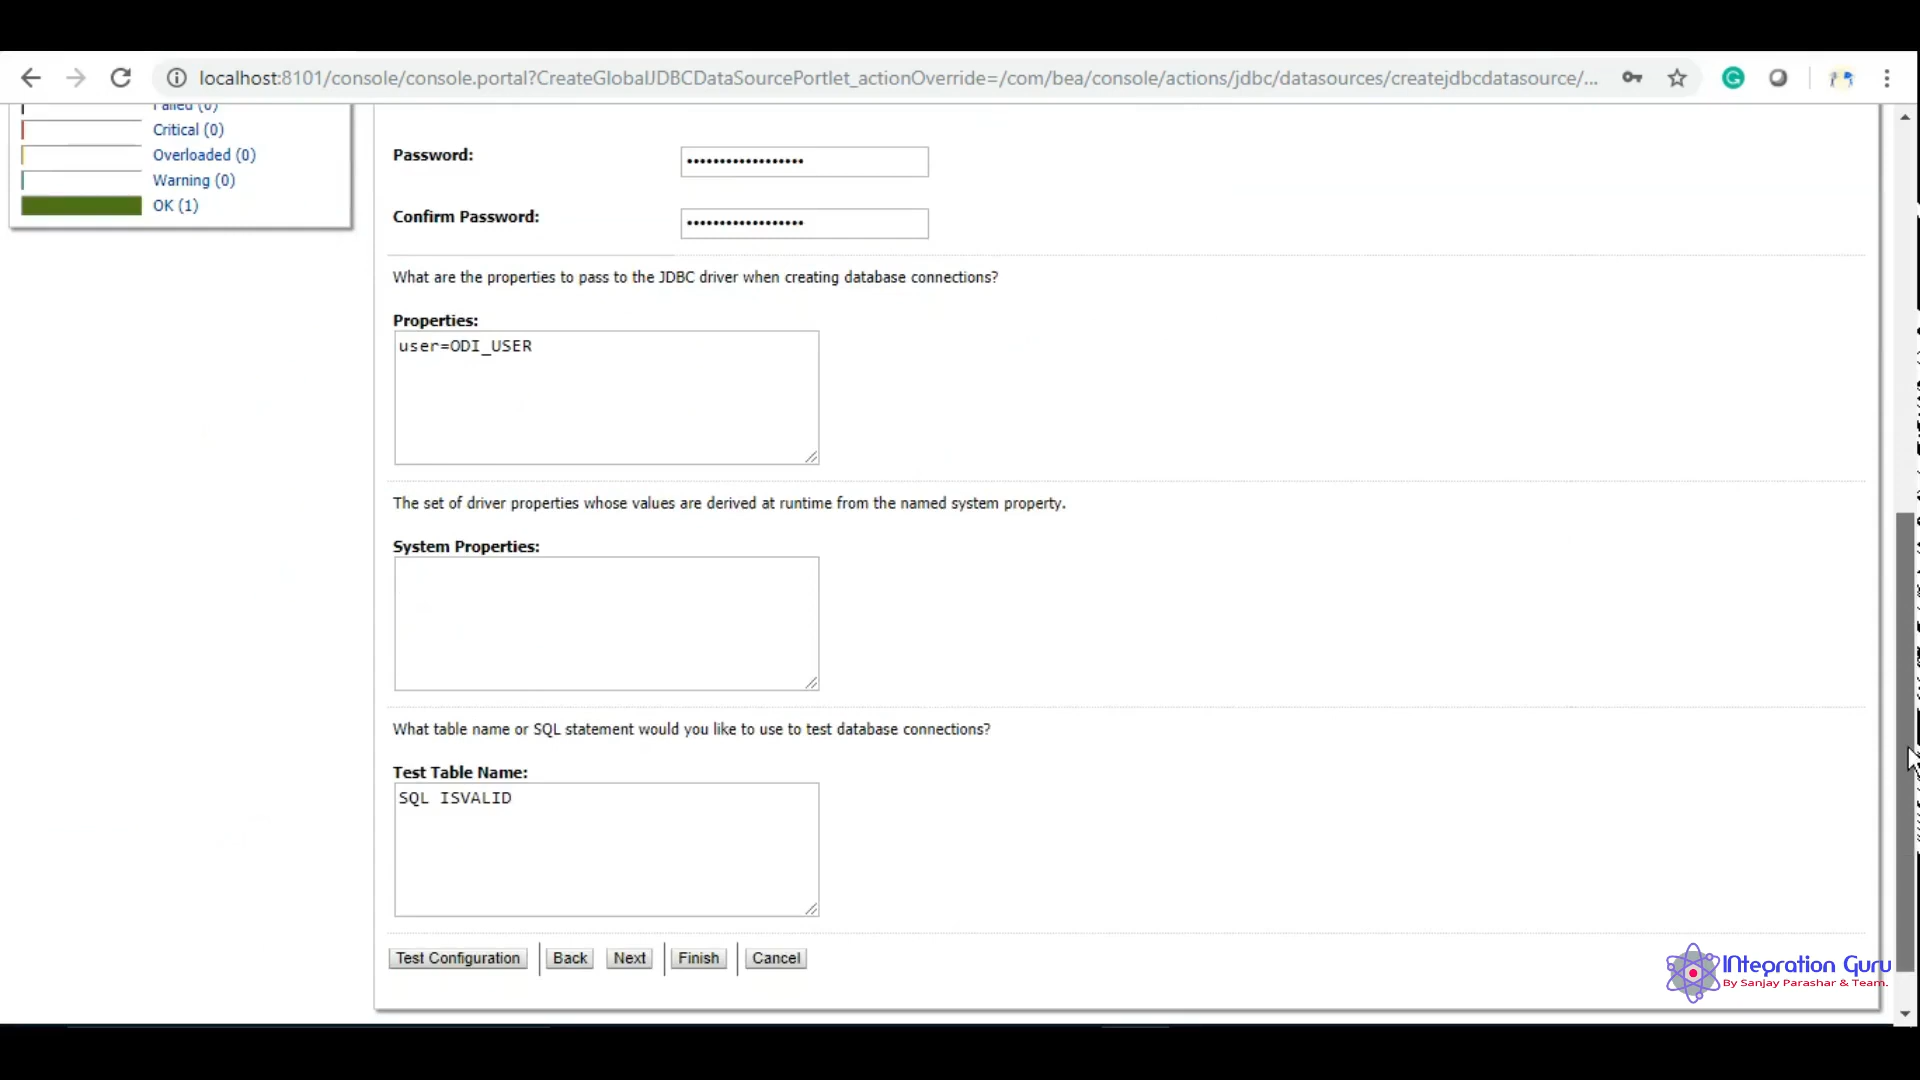 localhost:8101/console/console.portal?CreateGlobalJDBCDataSourcePortlet_actionOverride=/com/bea/console/actions/jdbc/datasources/createjdbcdatasource/...
Failed (0)
Critical (0)
Overloaded (0)
Warning (0)
OK (1)
Password:
Confirm Password:
What are the properties to pass to the JDBC driver when creating database connections?
Properties:
user=ODI_USER
The set of driver properties whose values are derived at runtime from the named system property.
System Properties:
What table name or SQL statement would you like to use to test database connections?
Test Table Name:
SQL ISVALID
Test Configuration Back Next Finish Cancel
INtegration Guru
By Sanjay Parashar & Team.